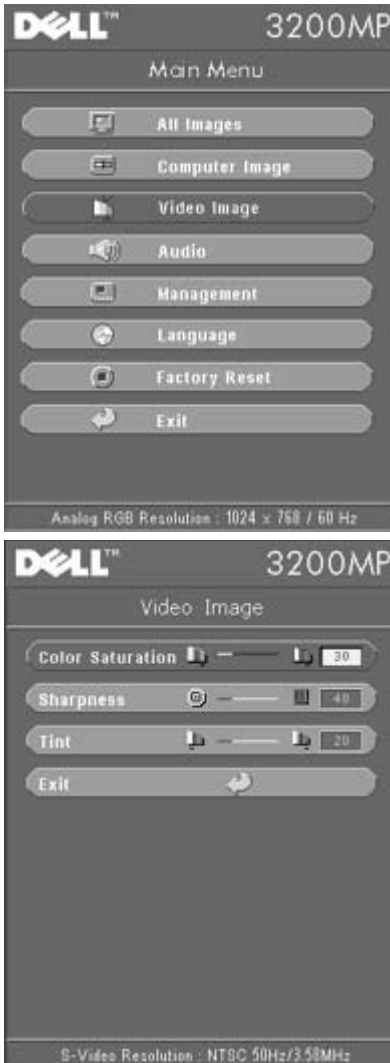 DELL™ 3200MP
Main Menu
All Images
Computer Image
Video Image
Audio
Management
Language
Factory Reset
Exit
Analog RGB Resolution : 1024 x 768 / 60 Hz
DELL™ 3200MP
Video Image
Color Saturation 30
Sharpness 40
Tint 20
Exit
S-Video Resolution : NTSC 50Hz/3.58MHz